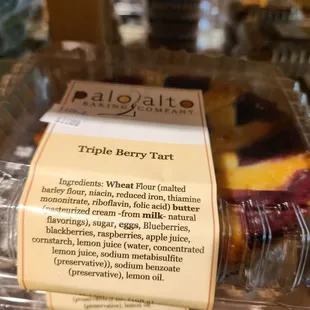 palo alto
BAKING COMPANY
Triple Berry Tart
Ingredients: Wheat Flour (malted
barley flour, niacin, reduced iron, thiamine
mononitrate, riboflavin, folic acid) butter
(pasteurized cream -from milk- natural
flavorings), sugar, eggs, Blueberries,
blackberries, raspberries, apple juice,
cornstarch, lemon juice (water, concentrated
lemon juice, sodium metabisulfite
(preservative)), sodium benzoate
(preservative), lemon oil.